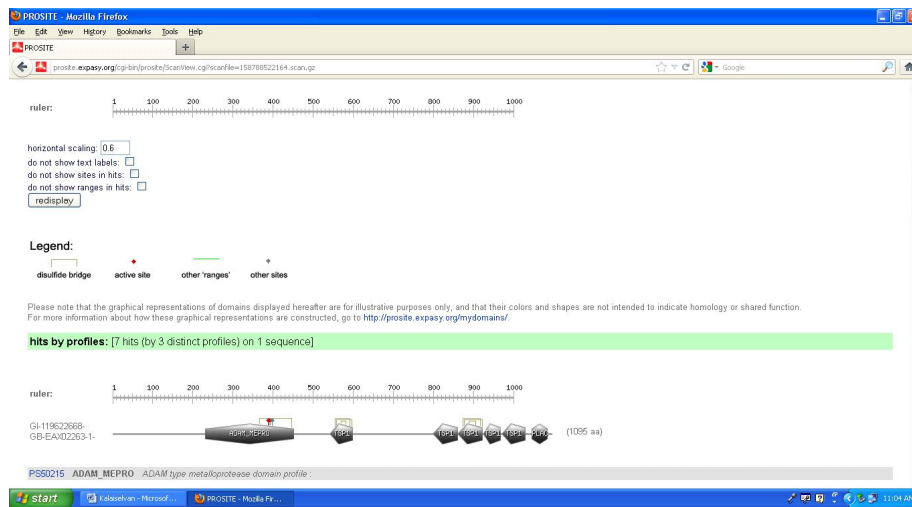 PROSITE - Mozilla Firefox
File Edit View History Bookmarks Tools Help
PROSITE +
prosite.expasy.org/cgi-bin/prosite/ScanView.cgi?scanfile=158788522164.scan.gz Google
ruler: 1 100 200 300 400 500 600 700 800 900 1000
horizontal scaling: 0.6
do not show text labels:
do not show sites in hits:
do not show ranges in hits:
redisplay
Legend:
disulfide bridge active site other 'ranges' other sites
Please note that the graphical representations of domains displayed hereafter are for illustrative purposes only, and that their colors and shapes are not intended to indicate homology or shared function.
For more information about how these graphical representations are constructed, go to http://prosite.expasy.org/mydomains/.
hits by profiles: [7 hits (by 3 distinct profiles) on 1 sequence]
ruler: 1 100 200 300 400 500 600 700 800 900 1000
GI-119622668-
GB-EAX02263-1- ADAM_MEPRO TSP1 TSP1 TSP1 TSP1 TSP1 PLAC (1095 aa)
PS50215 ADAM_MEPRO ADAM type metalloprotease domain profile :
start Kalaiselvan - Microsof... PROSITE - Mozilla Fir... 11:04 AM